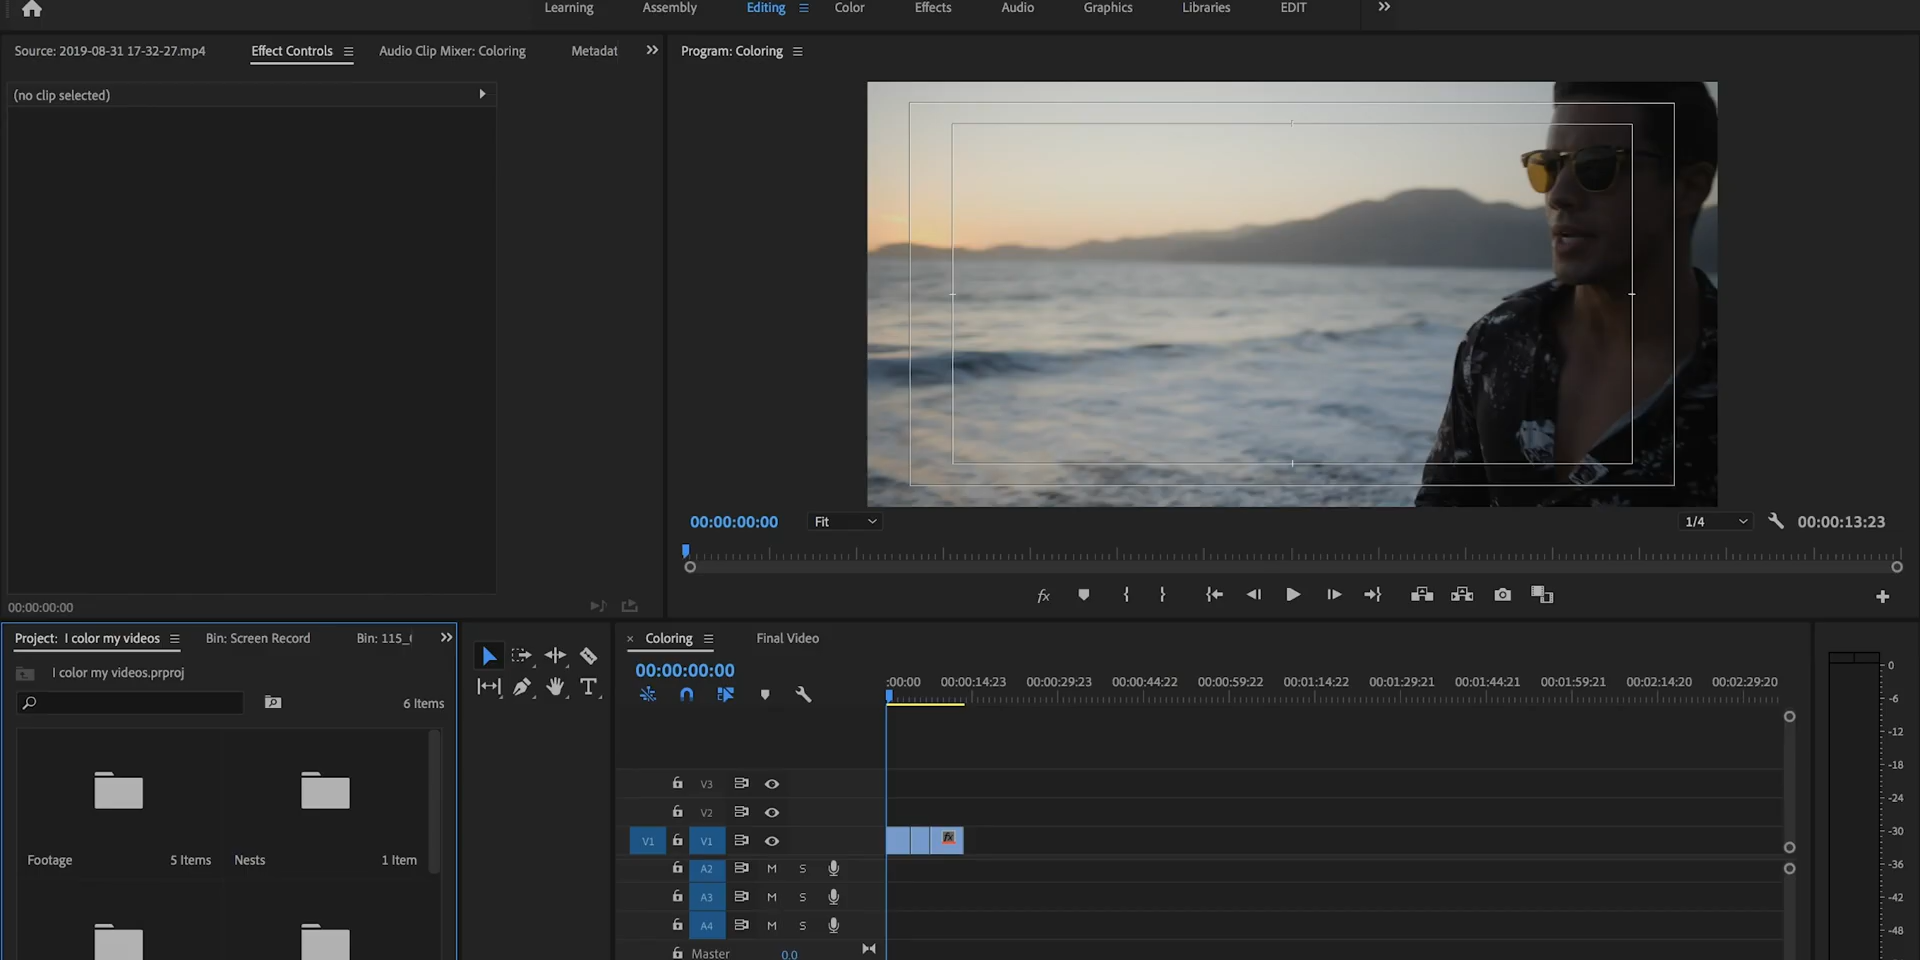 Learning Assembly Editing Color Effects Audio Graphics Libraries EDIT
Source: 2019-08-31 17-32-27.mp4 Effect Controls Audio Clip Mixer: Coloring Metadat
Program: Coloring
(no clip selected)
00:00:00:00 Fit 1/4 00:00:13:23
00:00:00:00
Project: I color my videos Bin: Screen Record Bin: 115_
Coloring Final Video
I color my videos.prproj
00:00:00:00
:00:00 00:00:14:23 00:00:29:23 00:00:44:22 00:00:59:22 00:01:14:22 00:01:29:21 00:01:44:21 00:01:59:21 00:02:14:20 00:02:29:20
6 Items
V3
V2
V1 V1
fx
Footage 5 Items Nests 1 Item
A2 M S
A3 M S
A4 M S
Master 0.0
0
-6
-12
-18
-24
-30
-36
-42
-48